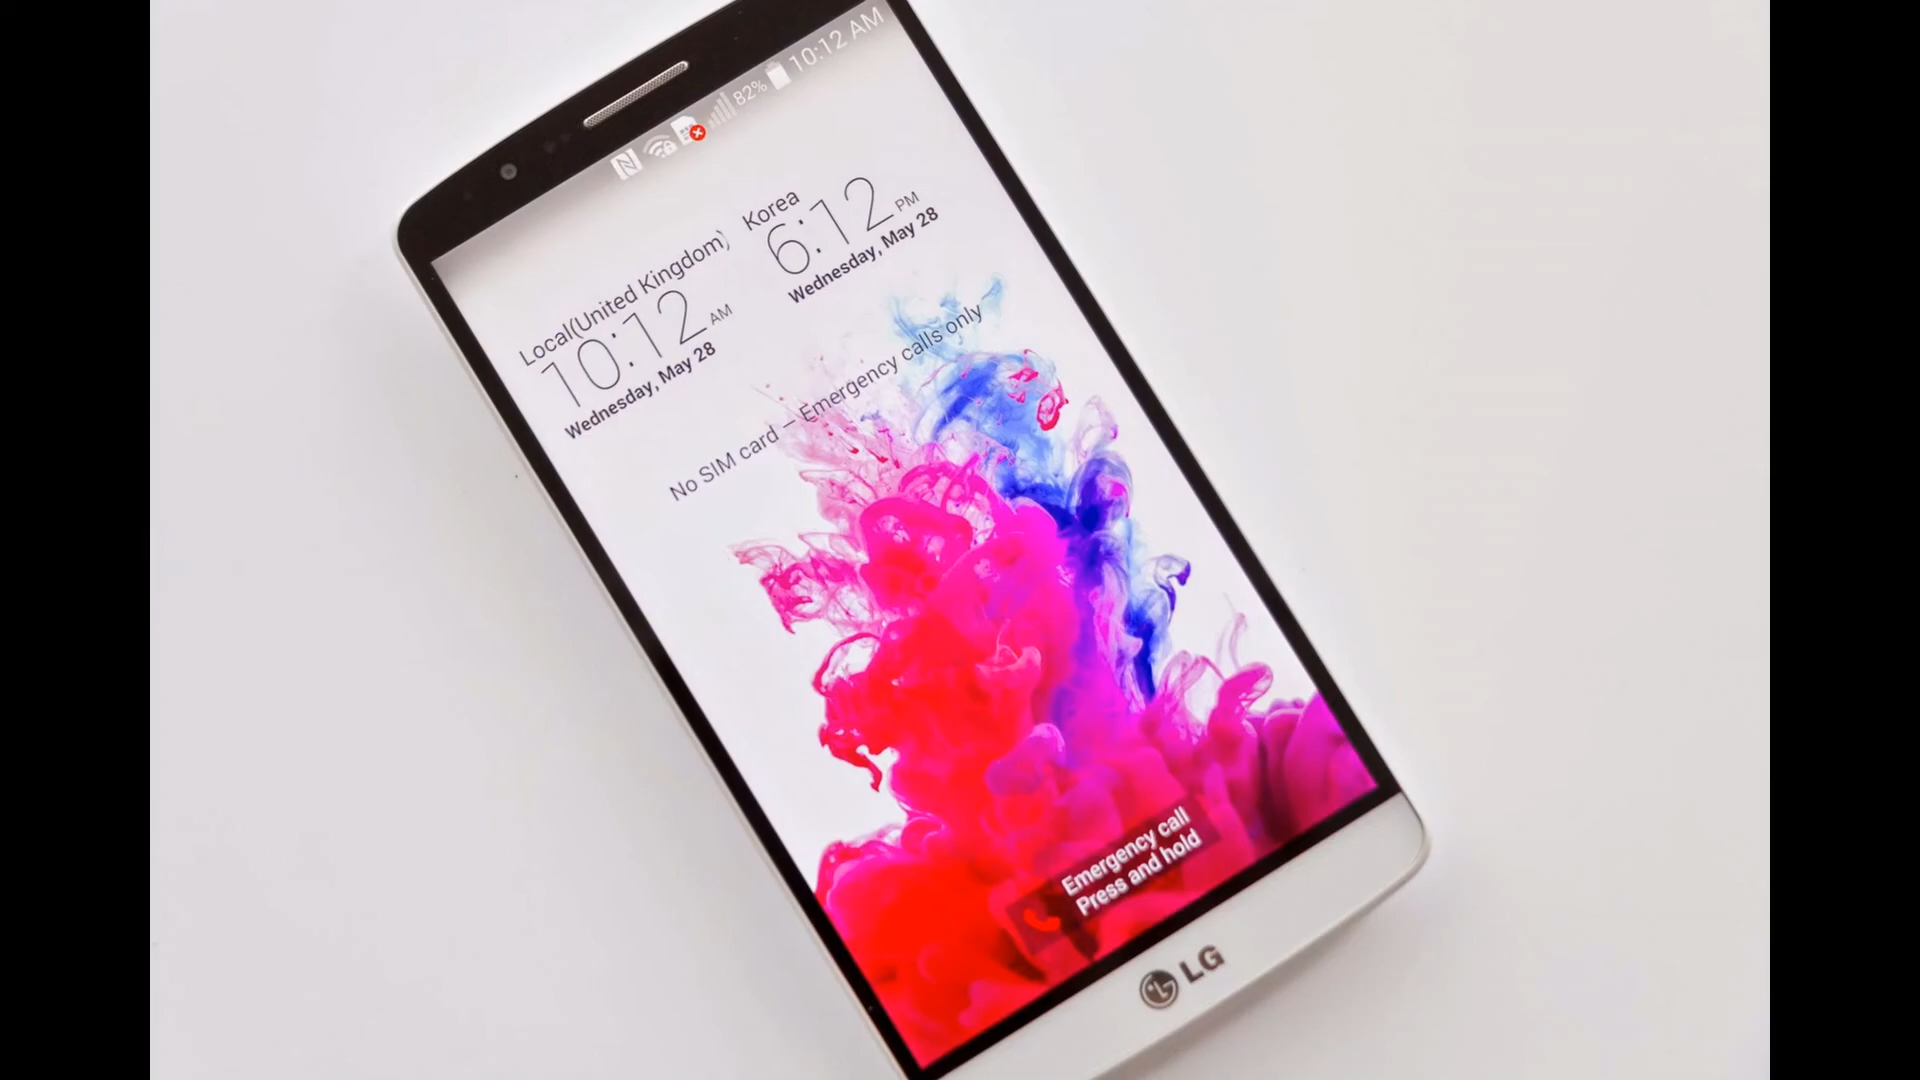 82% 10:12 AM
Local(United Kingdom)
10:12 AM
Wednesday, May 28
Korea
6:12 PM
Wednesday, May 28
No SIM card – Emergency calls only
Emergency call
Press and hold
LG